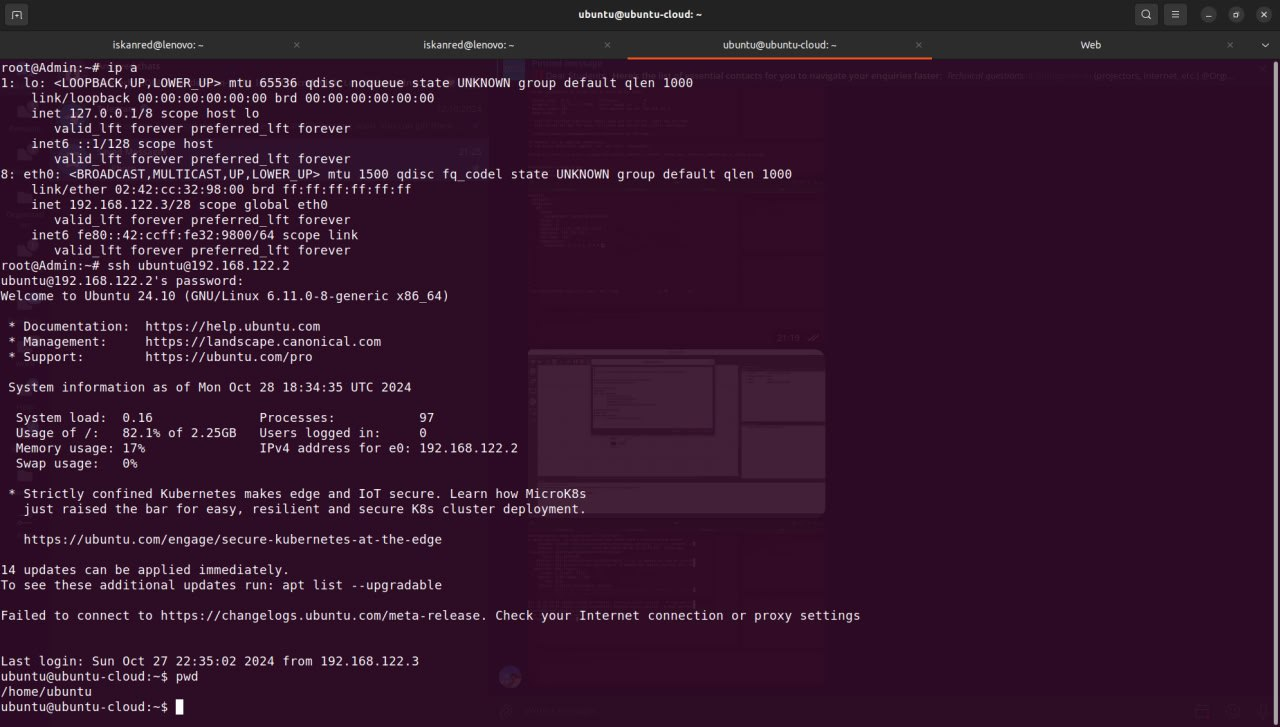 ubuntu@ubuntu-cloud: ~
iskanred@lenovo: ~
iskanred@lenovo: ~
ubuntu@ubuntu-cloud: ~
Web
root@Admin:~# ip a
1: lo: <LOOPBACK,UP,LOWER_UP> mtu 65536 qdisc noqueue state UNKNOWN group default qlen 1000
    link/loopback 00:00:00:00:00:00 brd 00:00:00:00:00:00
    inet 127.0.0.1/8 scope host lo
       valid_lft forever preferred_lft forever
    inet6 ::1/128 scope host
       valid_lft forever preferred_lft forever
8: eth0: <BROADCAST,MULTICAST,UP,LOWER_UP> mtu 1500 qdisc fq_codel state UNKNOWN group default qlen 1000
    link/ether 02:42:cc:32:98:00 brd ff:ff:ff:ff:ff:ff
    inet 192.168.122.3/28 scope global eth0
       valid_lft forever preferred_lft forever
    inet6 fe80::42:ccff:fe32:9800/64 scope link
       valid_lft forever preferred_lft forever
root@Admin:~# ssh ubuntu@192.168.122.2
ubuntu@192.168.122.2's password:
Welcome to Ubuntu 24.10 (GNU/Linux 6.11.0-8-generic x86_64)
 * Documentation:  https://help.ubuntu.com
 * Management:     https://landscape.canonical.com
 * Support:        https://ubuntu.com/pro
 System information as of Mon Oct 28 18:34:35 UTC 2024
  System load:  0.16              Processes:             97
  Usage of /:   82.1% of 2.25GB   Users logged in:       0
  Memory usage: 17%               IPv4 address for e0: 192.168.122.2
  Swap usage:   0%
 * Strictly confined Kubernetes makes edge and IoT secure. Learn how MicroK8s
   just raised the bar for easy, resilient and secure K8s cluster deployment.
   https://ubuntu.com/engage/secure-kubernetes-at-the-edge
14 updates can be applied immediately.
To see these additional updates run: apt list --upgradable
Failed to connect to https://changelogs.ubuntu.com/meta-release. Check your Internet connection or proxy settings
Last login: Sun Oct 27 22:35:02 2024 from 192.168.122.3
ubuntu@ubuntu-cloud:~$ pwd
/home/ubuntu
ubuntu@ubuntu-cloud:~$